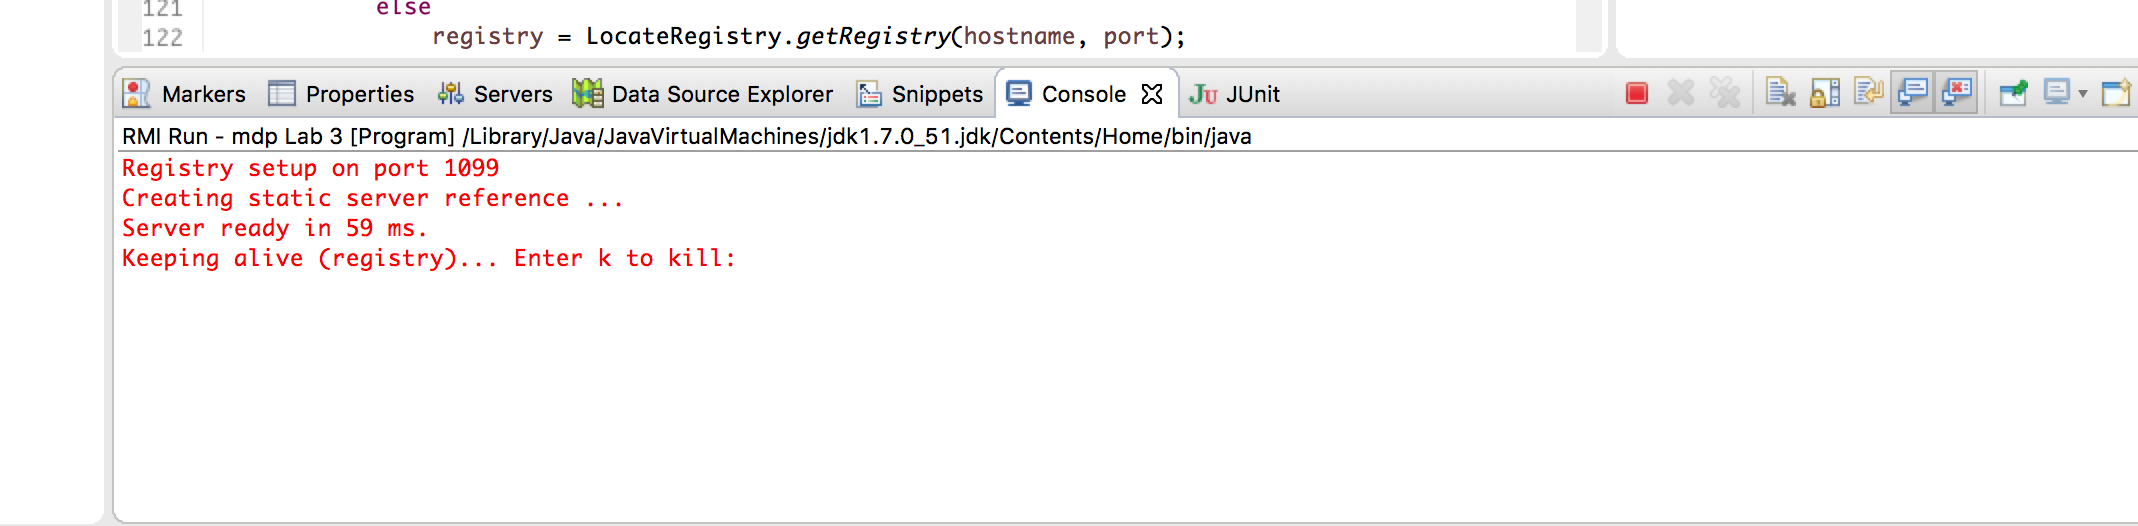 121 else
122 registry = LocateRegistry.getRegistry(hostname, port);
Markers Properties Servers Data Source Explorer Snippets Console JU JUnit
RMI Run - mdp Lab 3 [Program] /Library/Java/JavaVirtualMachines/jdk1.7.0_51.jdk/Contents/Home/bin/java
Registry setup on port 1099
Creating static server reference ...
Server ready in 59 ms.
Keeping alive (registry)... Enter k to kill: